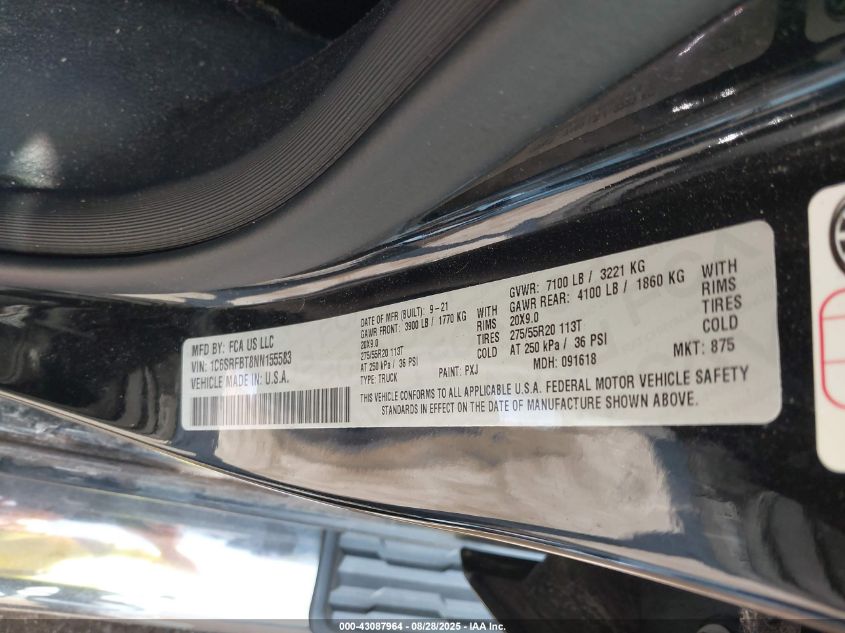 MFD BY: FCA US LLC
VIN: 1C6SRFBT8NN155583
VEHICLE MADE IN: U.S.A.
DATE OF MFR (BUILT): 9-21
GAWR FRONT: 3900 LB / 1770 KG WITH
20X9.0 RIMS
275/55R20 113T TIRES
AT 250 kPa / 36 PSI COLD
TYPE: TRUCK PAINT: PXJ
GVWR: 7100 LB / 3221 KG
GAWR REAR: 4100 LB / 1860 KG WITH
20X9.0 RIMS
275/55R20 113T TIRES
AT 250 kPa / 36 PSI COLD
MDH: 091618 MKT: 875
THIS VEHICLE CONFORMS TO ALL APPLICABLE U.S.A. FEDERAL MOTOR VEHICLE SAFETY
STANDARDS IN EFFECT ON THE DATE OF MANUFACTURE SHOWN ABOVE.
000-43087964 - 08/28/2025 - IAA Inc.